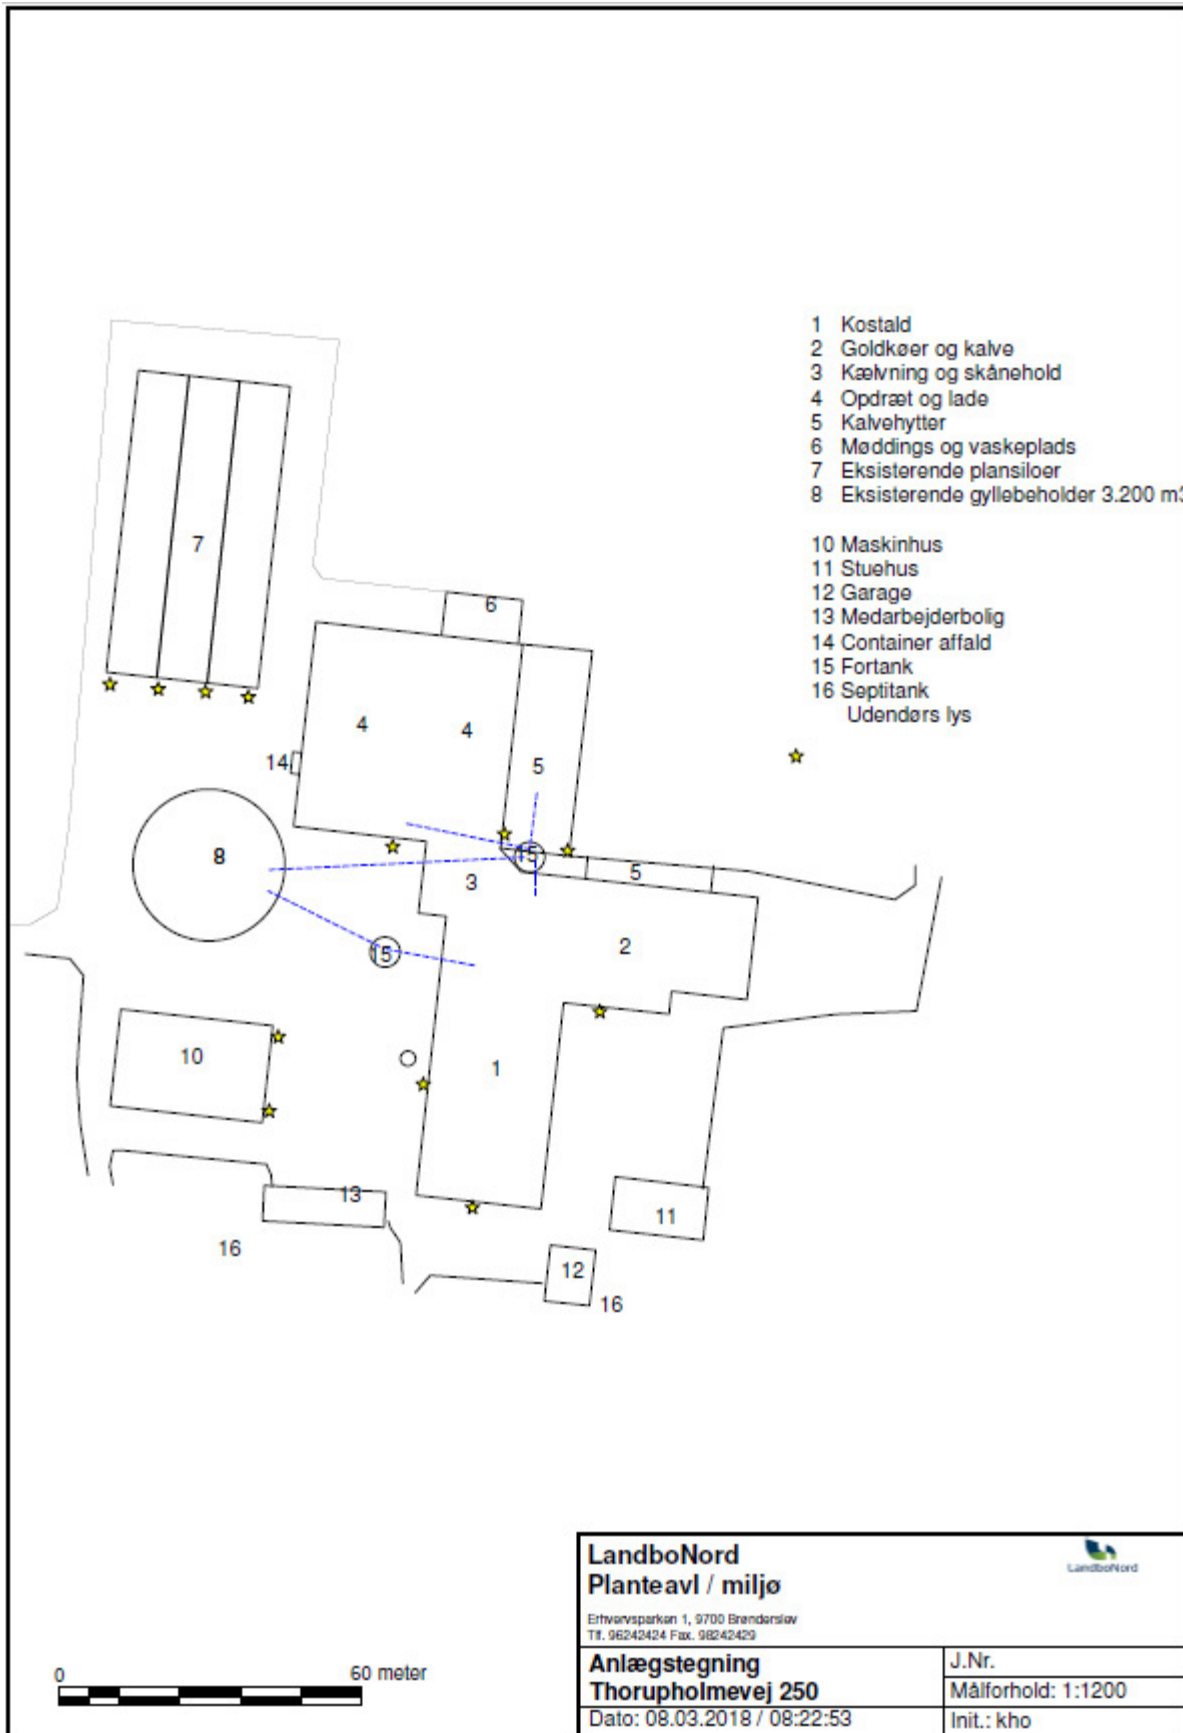 1 Kostald
2 Goldkøer og kalve
3 Kælvning og skånehold
4 Opdræt og lade
5 Kalvehytter
6 Møddings og vaskeplads
7 Eksisterende plansiloer
8 Eksisterende gyllebeholder 3.200 m3
10 Maskinhus
11 Stuehus
12 Garage
13 Medarbejderbolig
14 Container affald
15 Fortank
16 Septitank
Udendørs lys
7
6
4
4
14
5
8
15
3
5
2
15
10
1
13
11
16
12
16
0 60 meter
LandboNord
Planteavl / miljø
LandboNord
Erhvervsparken 1, 9700 Brønderslev
Tlf. 96242424 Fax. 98242429
Anlægstegning
Thorupholmevej 250
J.Nr.
Målforhold: 1:1200
Dato: 08.03.2018 / 08:22:53
Init.: kho